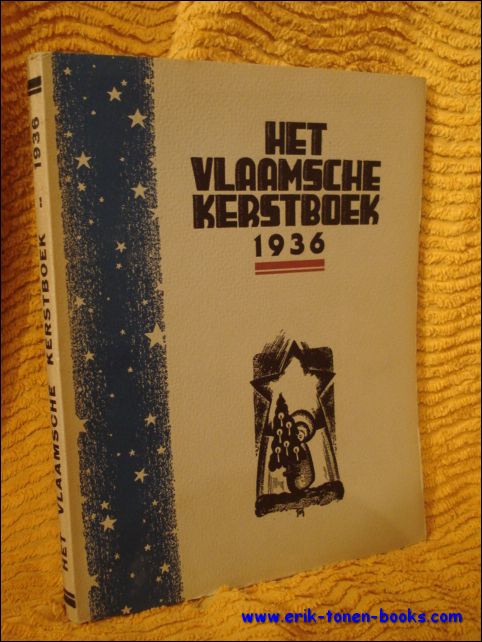 HET
VLAAMSCHE
KERSTBOEK
1936
HET VLAAMSCHE KERSTBOEK - 1936
www.erik-tonen-books.com